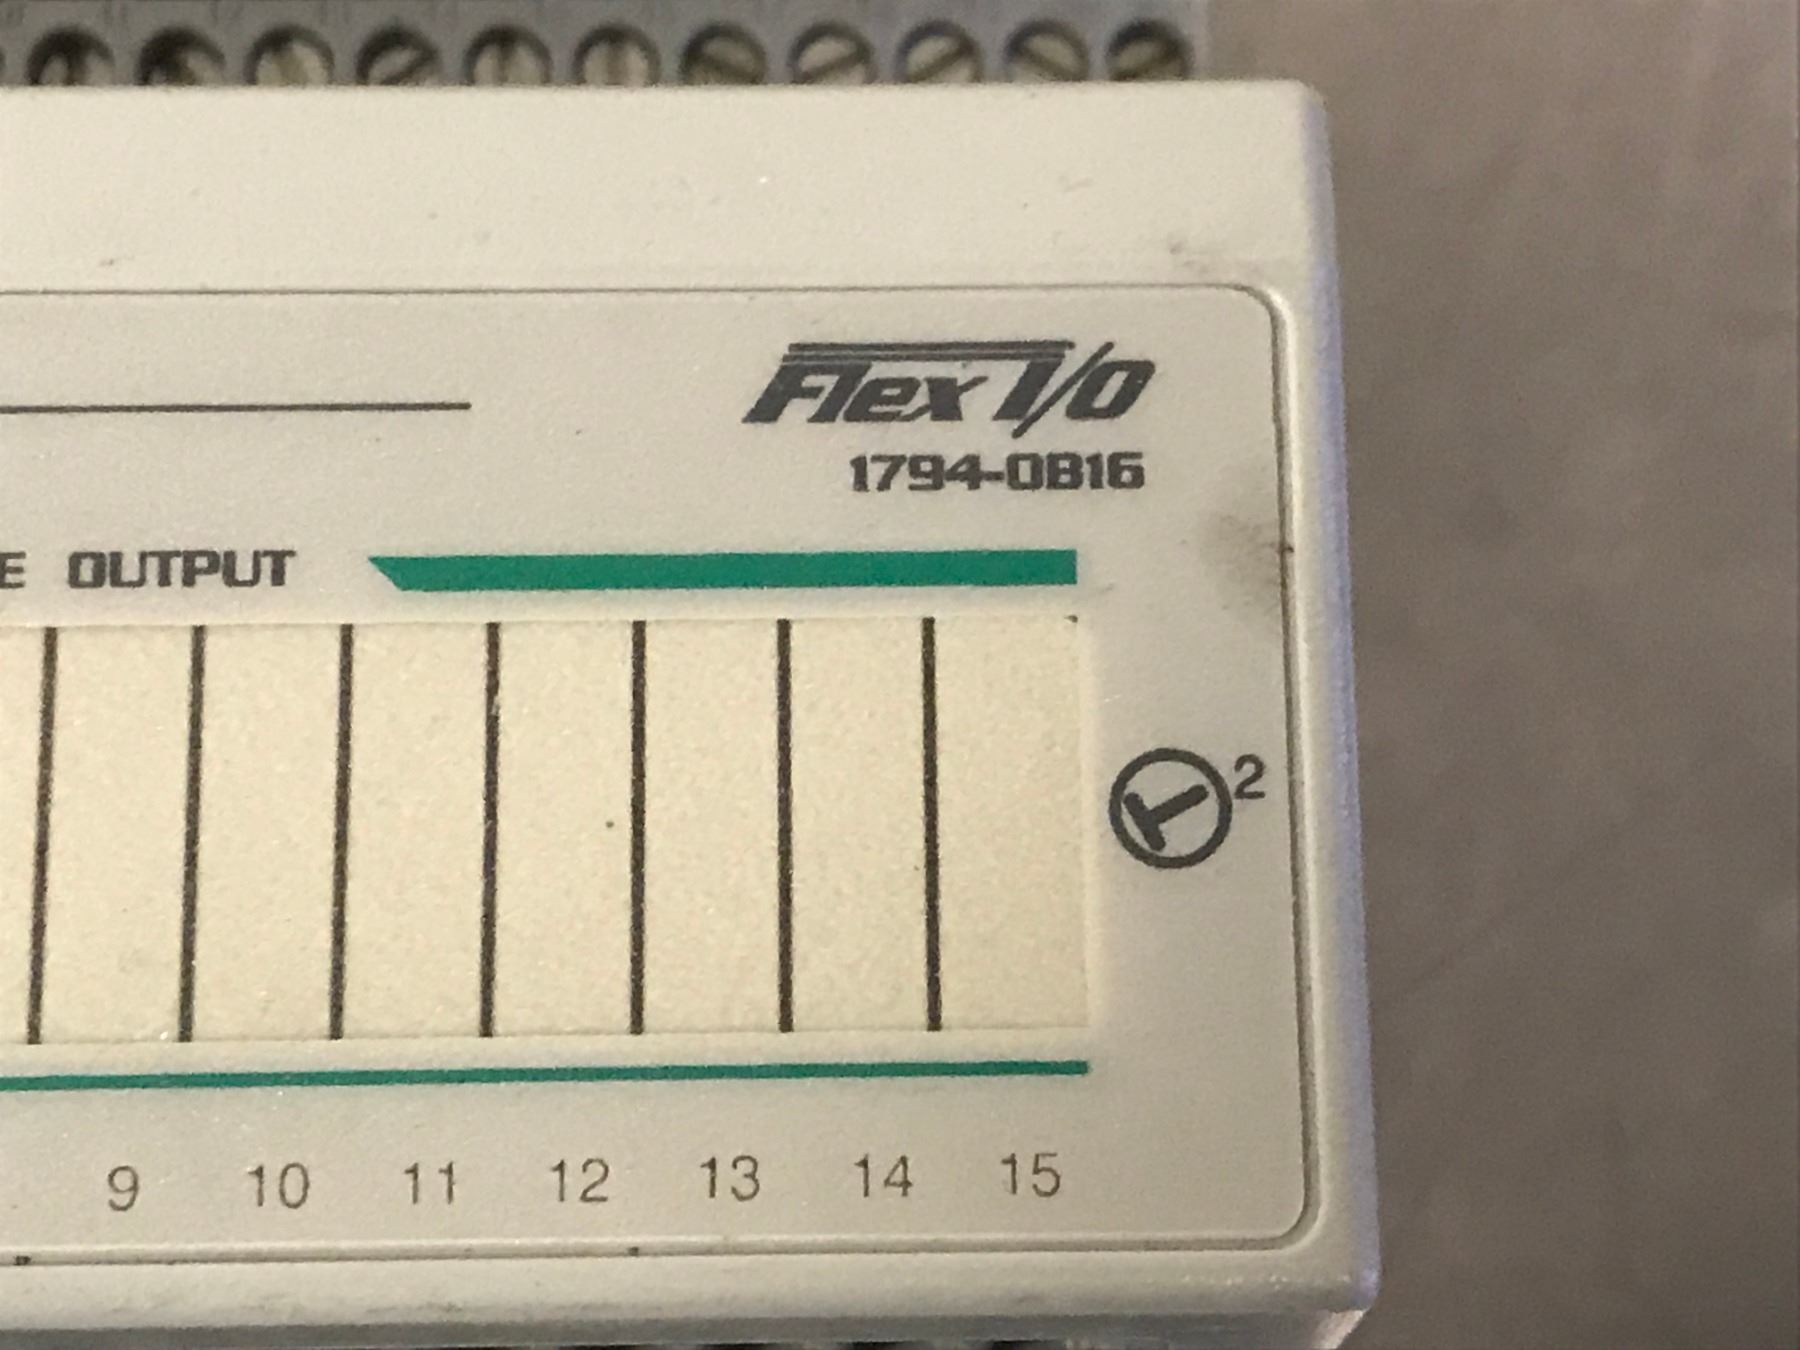 Flex I/O
1794-OB16
E OUTPUT
2
9 10 11 12 13 14 15